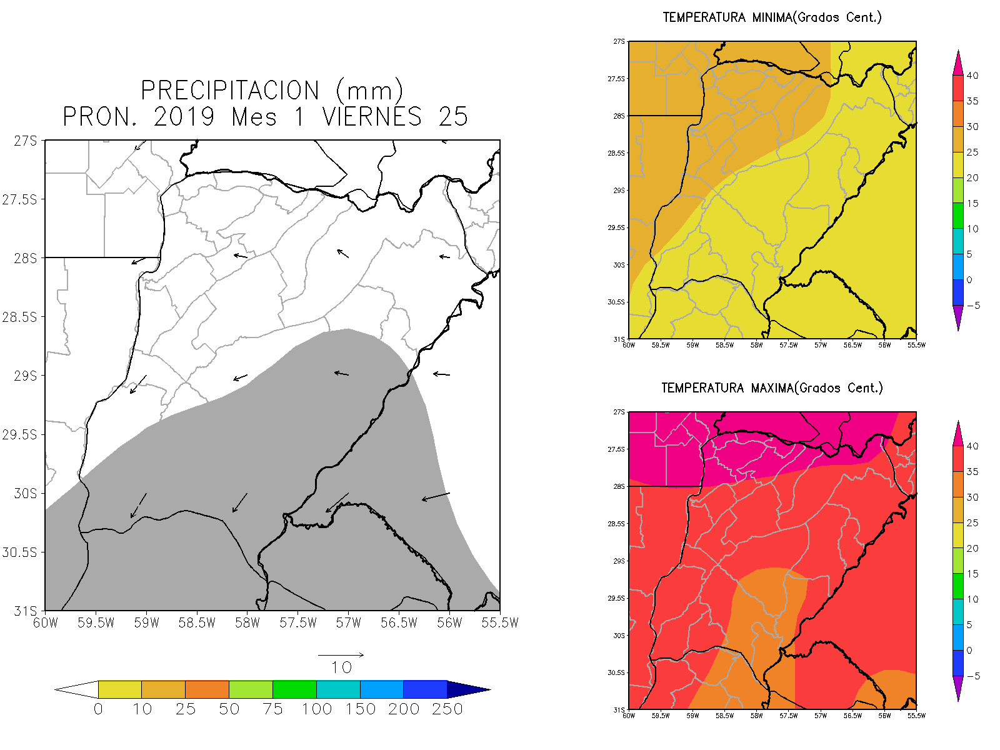 PRECIPITACION (mm)
PRON. 2019 Mes 1 VIERNES 25
27S
27.5S
28S
28.5S
29S
29.5S
30S
30.5S
31S
60W 59.5W 59W 58.5W 58W 57.5W 57W 56.5W 56W 55.5W
10
0 10 25 50 75 100 150 200 250
TEMPERATURA MINIMA(Grados Cent.)
27S
27.5S
28S
28.5S
29S
29.5S
30S
30.5S
31S
60W 59.5W 59W 58.5W 58W 57.5W 57W 56.5W 56W 55.5W
40
35
30
25
20
15
10
5
0
-5
TEMPERATURA MAXIMA(Grados Cent.)
27S
27.5S
28S
28.5S
29S
29.5S
30S
30.5S
31S
60W 59.5W 59W 58.5W 58W 57.5W 57W 56.5W 56W 55.5W
40
35
30
25
20
15
10
5
0
-5